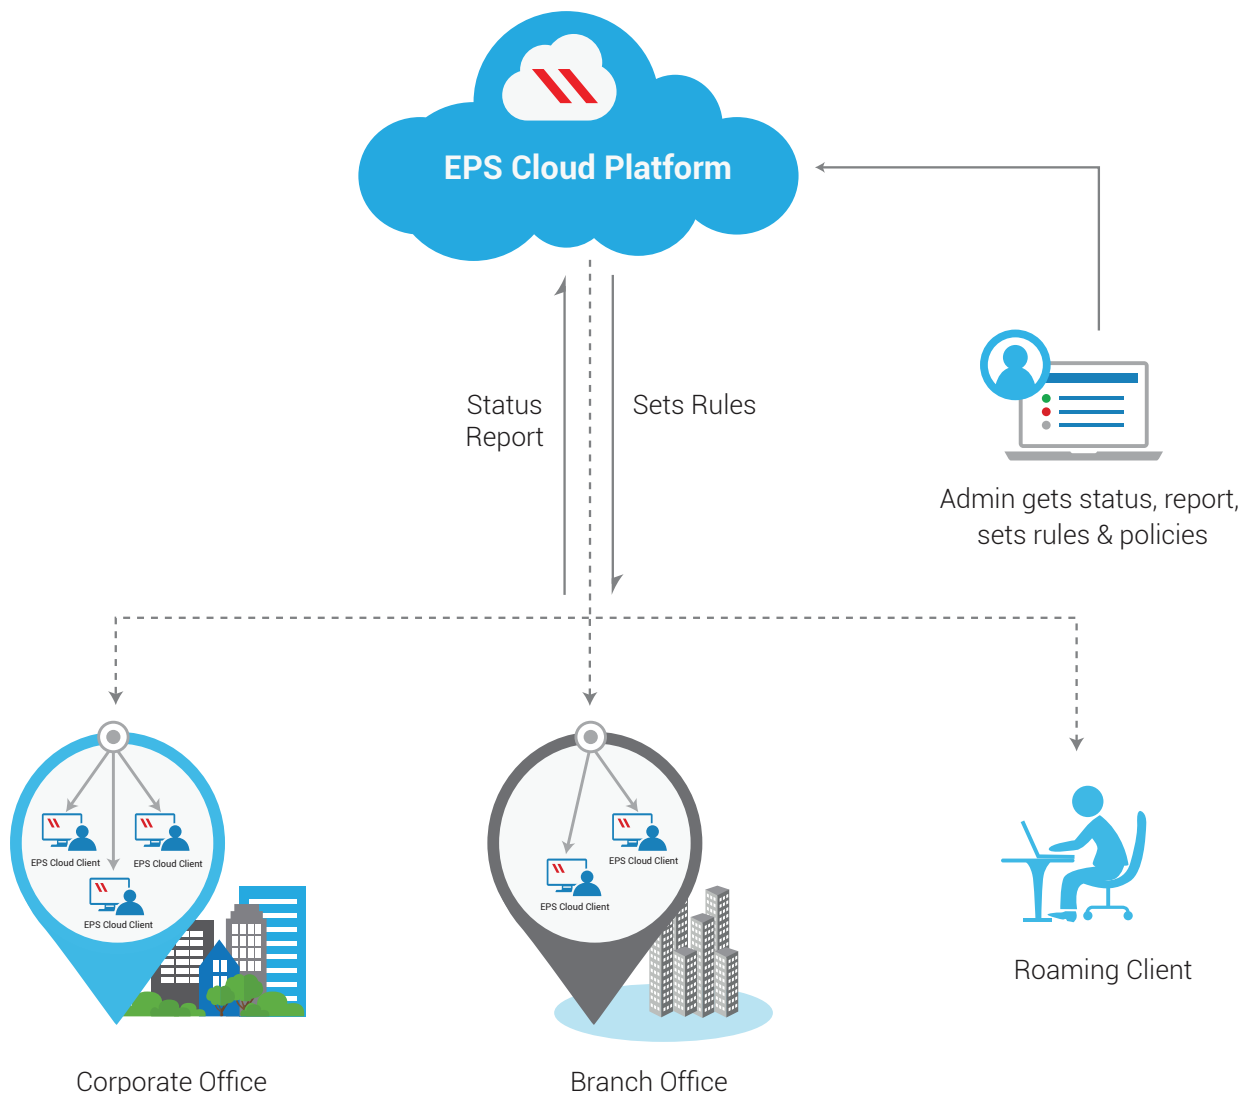 EPS Cloud Platform
Status
Report
Sets Rules
Admin gets status, report,
sets rules & policies
EPS Cloud Client
EPS Cloud Client
EPS Cloud Client
EPS Cloud Client
EPS Cloud Client
Roaming Client
Corporate Office
Branch Office